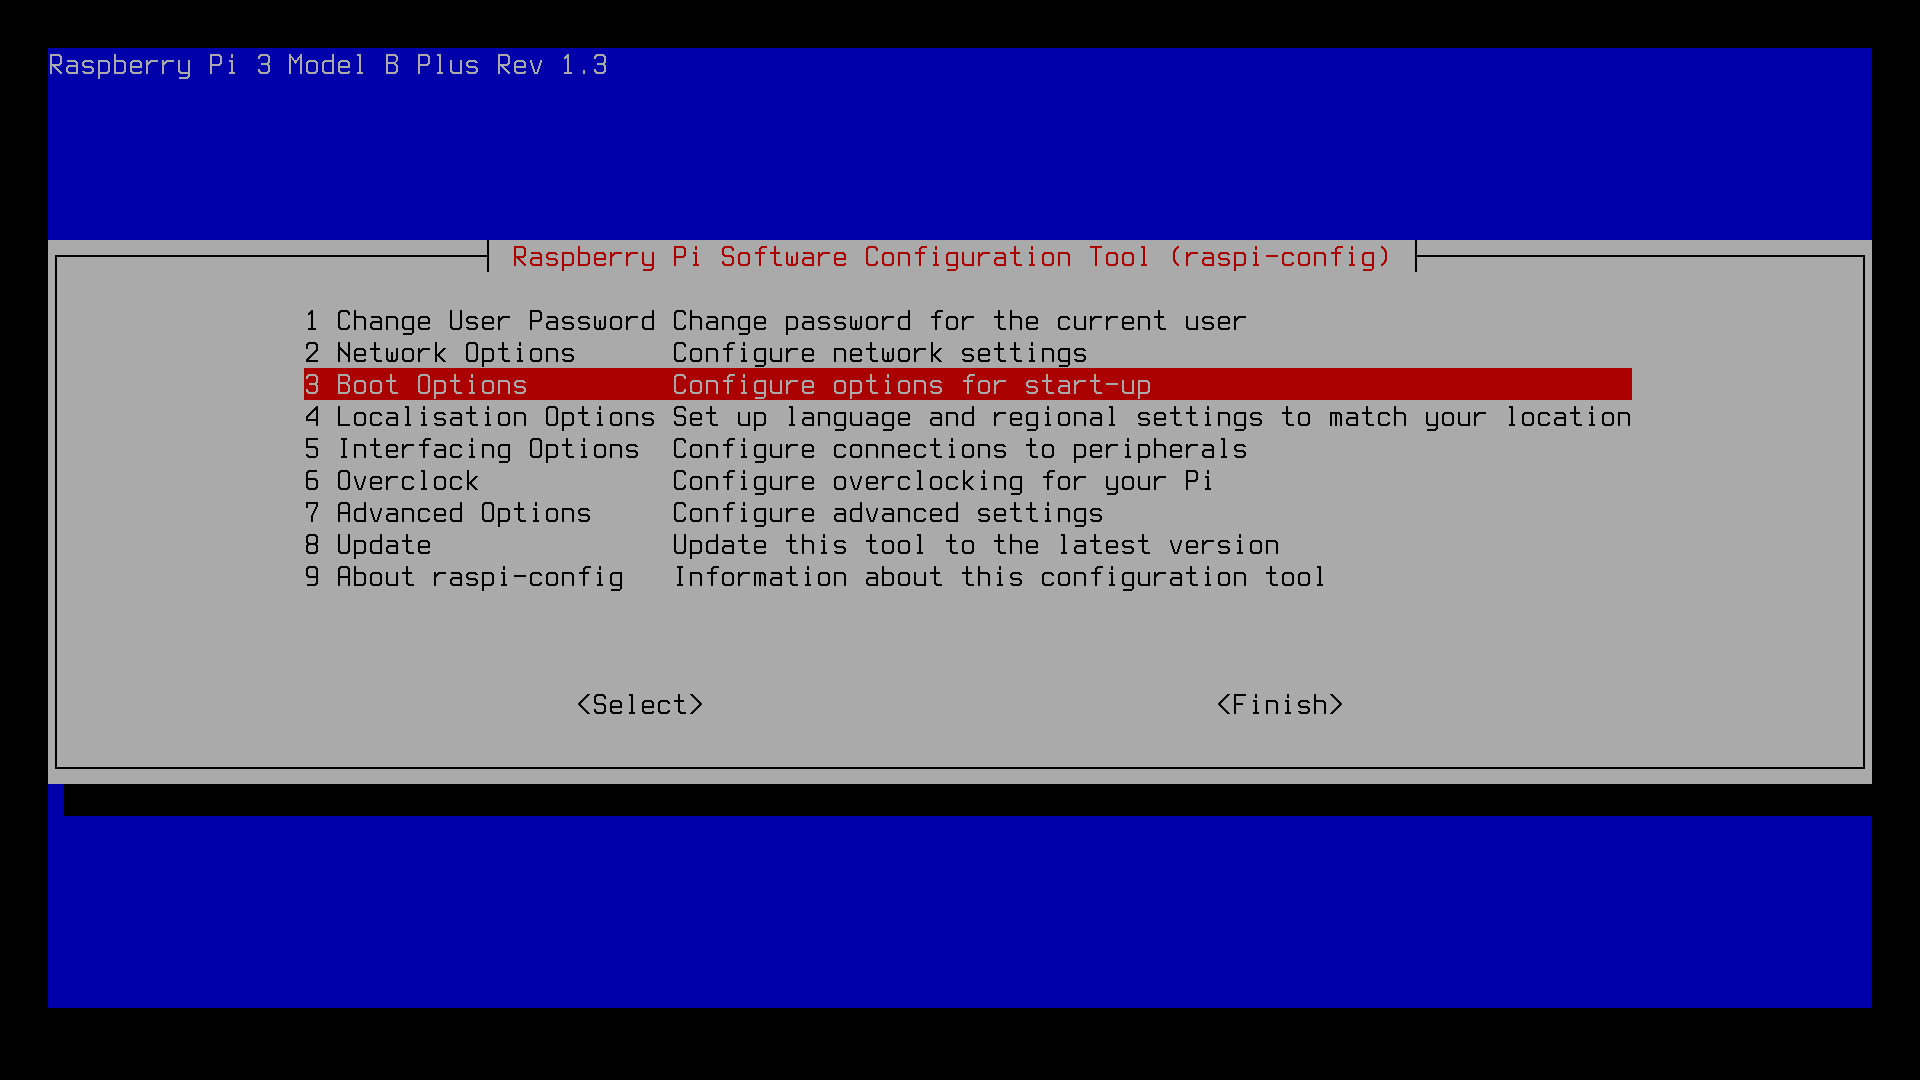 Raspberry Pi 3 Model B Plus Rev 1.3
Raspberry Pi Software Configuration Tool (raspi-config)
1 Change User Password Change password for the current user
2 Network Options Configure network settings
3 Boot Options Configure options for start-up
4 Localisation Options Set up language and regional settings to match your location
5 Interfacing Options Configure connections to peripherals
6 Overclock Configure overclocking for your Pi
7 Advanced Options Configure advanced settings
8 Update Update this tool to the latest version
9 About raspi-config Information about this configuration tool
<Select> <Finish>